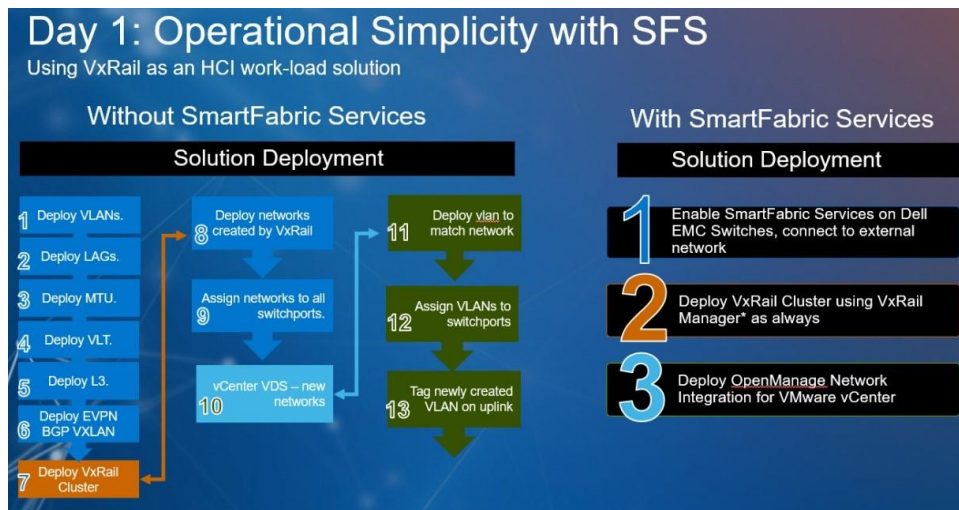 Day 1: Operational Simplicity with SFS
Using VxRail as an HCI work-load solution
Without SmartFabric Services
Solution Deployment
1 Deploy VLANs.
2 Deploy LAGs.
3 Deploy MTU.
4 Deploy VLT.
5 Deploy L3.
6 Deploy EVPN
BGP VXLAN
7 Deploy VxRail
Cluster
8 Deploy networks
created by VxRail
9 Assign networks to all
switchports.
10 vCenter VDS – new
networks
11 Deploy vlan to
match network
12 Assign VLANs to
switchports
13 Tag newly created
VLAN on uplink
With SmartFabric Services
Solution Deployment
1 Enable SmartFabric Services on Dell
EMC Switches, connect to external
network
2 Deploy VxRail Cluster using VxRail
Manager* as always
3 Deploy OpenManage Network
Integration for VMware vCenter